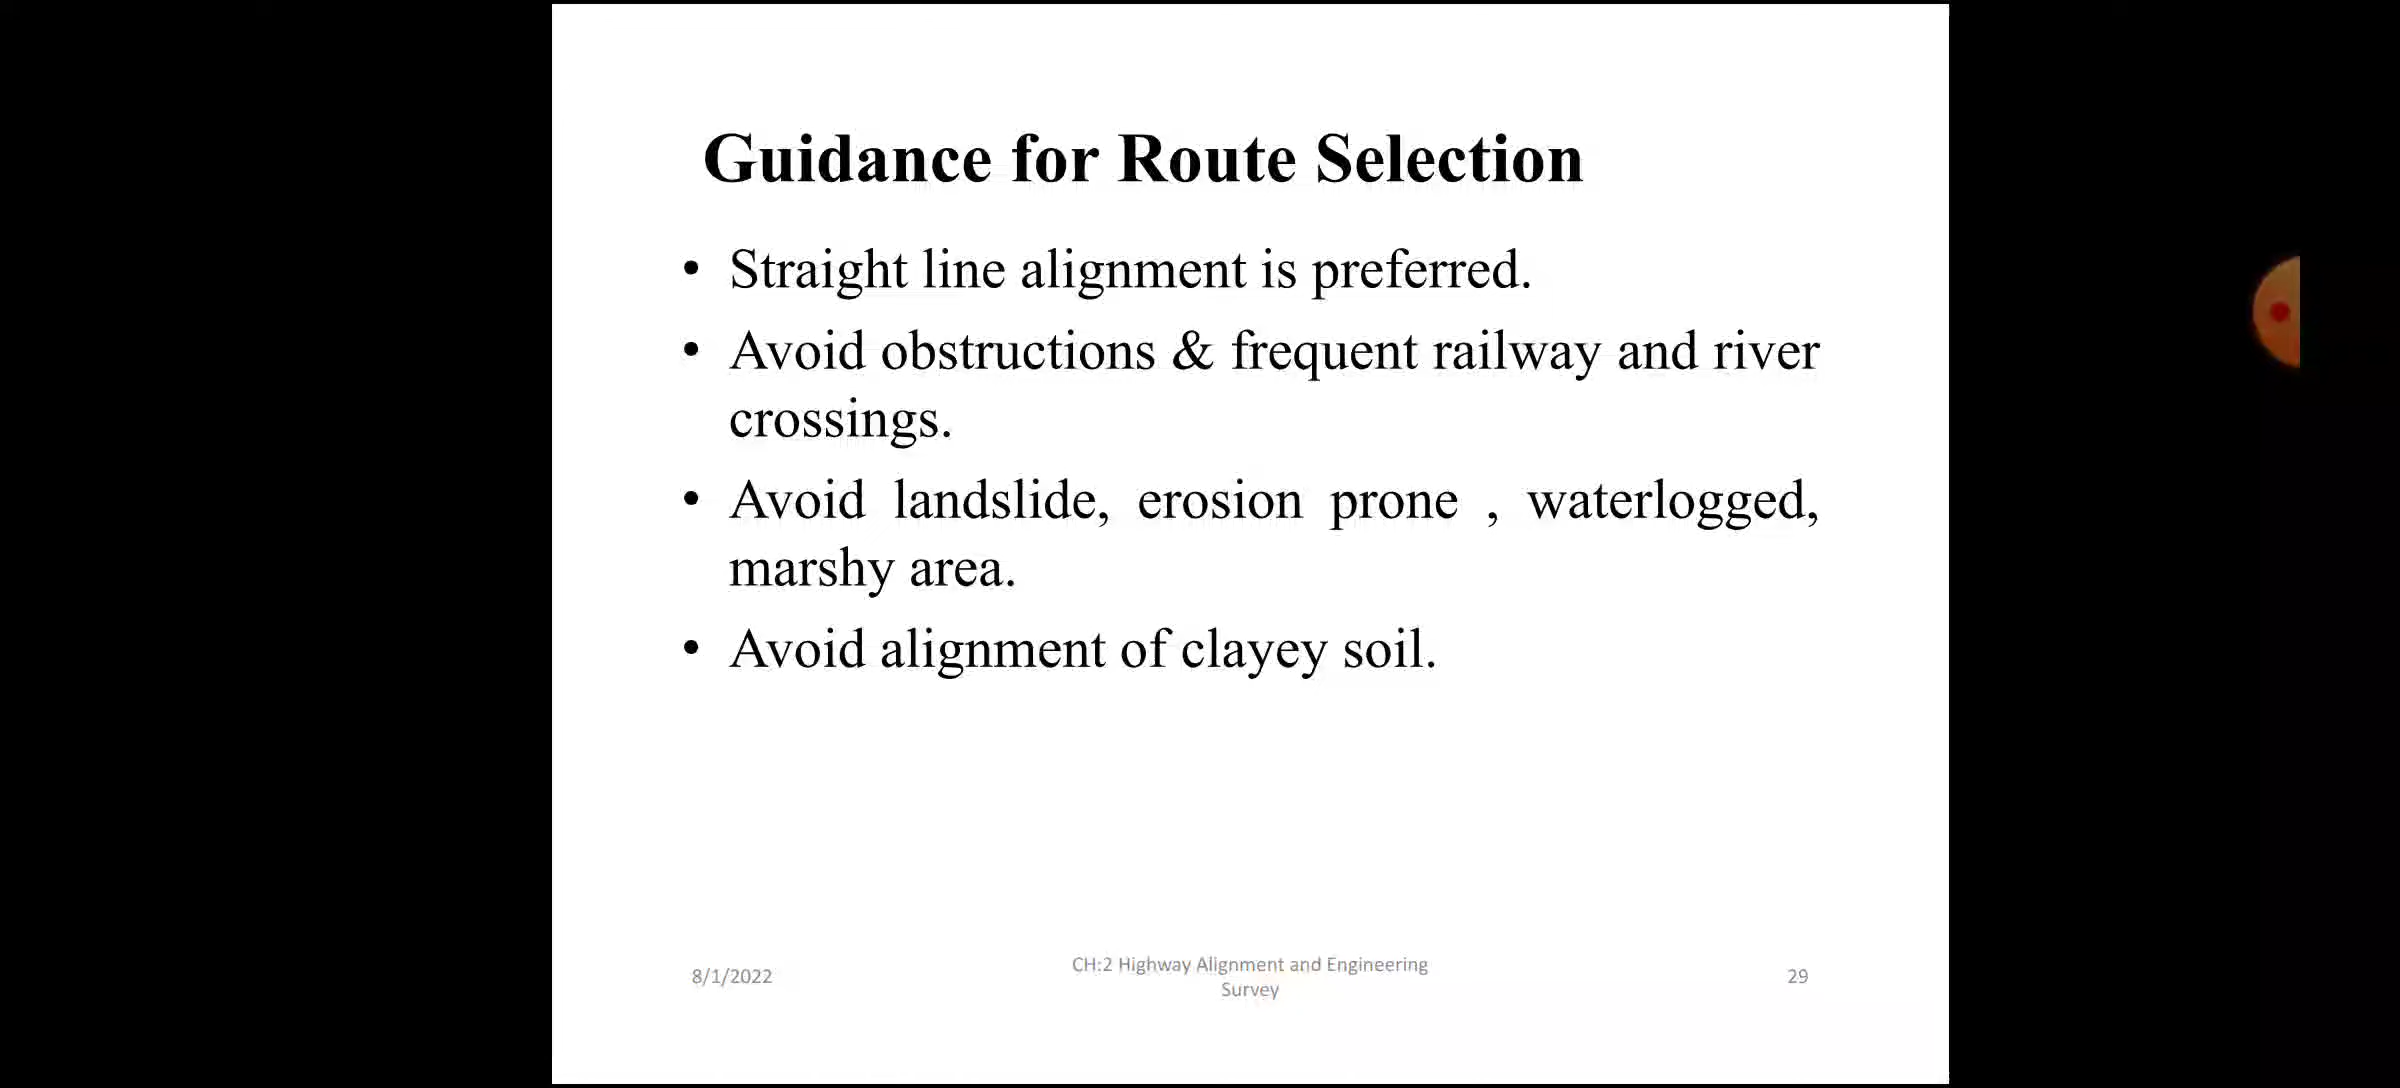 Guidance for Route Selection
• Straight line alignment is preferred.
• Avoid obstructions & frequent railway and river
crossings.
• Avoid landslide, erosion prone , waterlogged,
marshy area.
• Avoid alignment of clayey soil.
8/1/2022
CH:2 Highway Alignment and Engineering
Survey
29